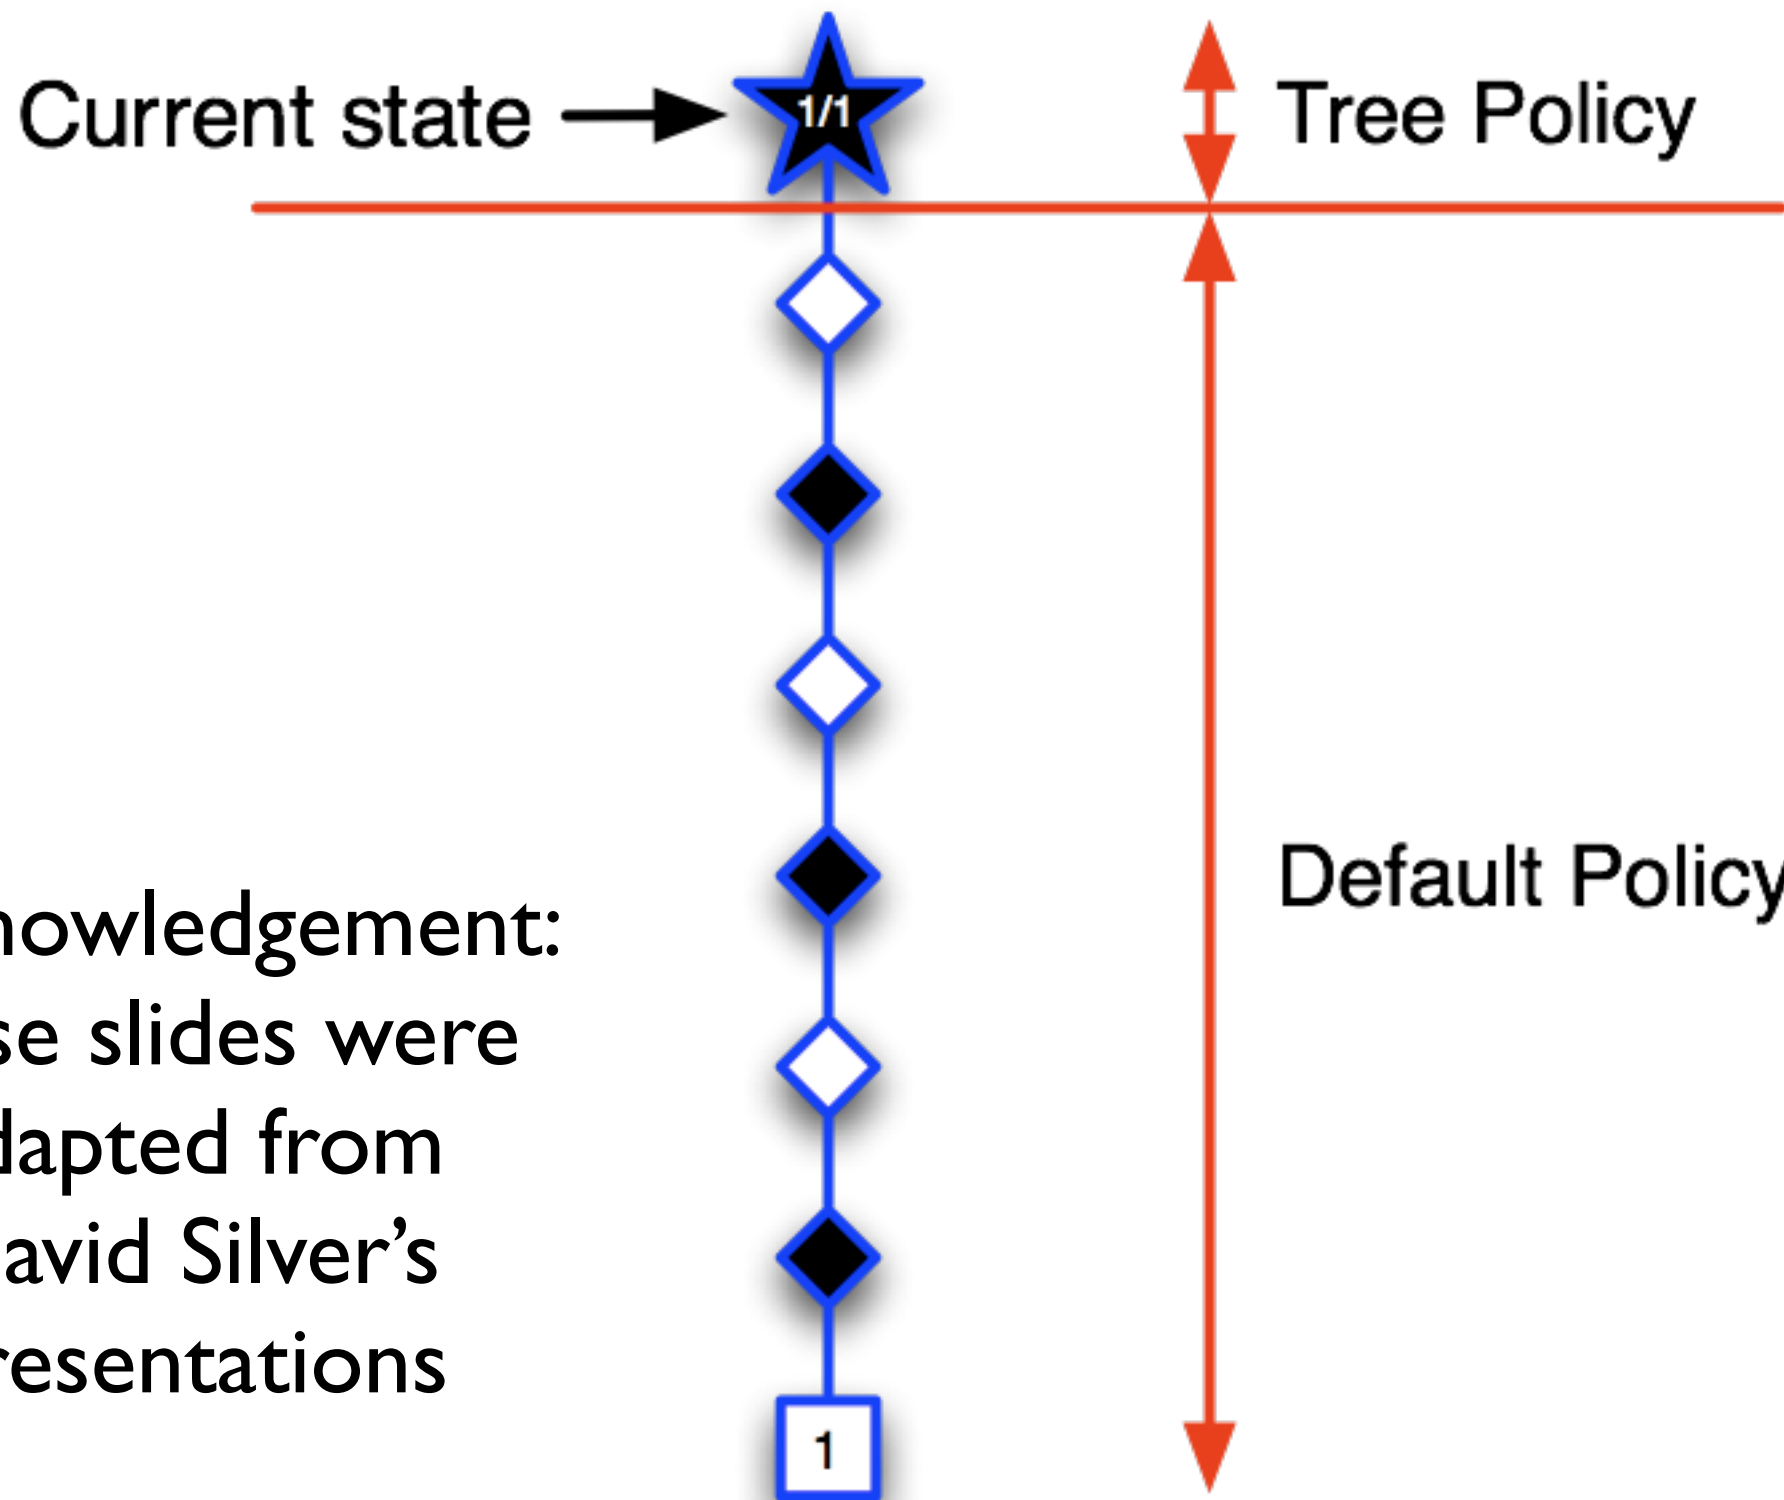 Current state
1/1
Tree Policy
Default Policy
nowledgement:
se slides were
dapted from
avid Silver’s
resentations
1